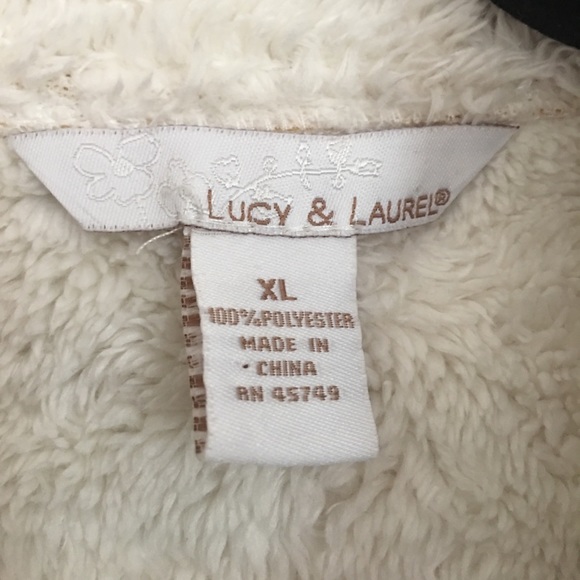 LUCY & LAUREL®
XL
100%POLYESTER
MADE IN
CHINA
RN 45749